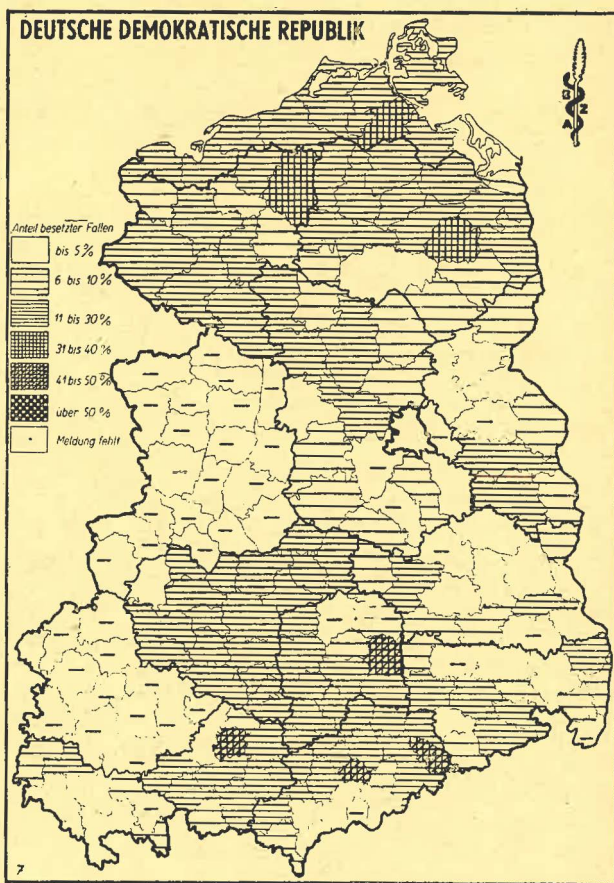 DEUTSCHE DEMOKRATISCHE REPUBLIK
B
Z
A
Anteil besetzter Fallen
bis 5%
6 bis 10%
11 bis 30%
31 bis 40%
41 bis 50%
über 50%
Meldung fehlt
7